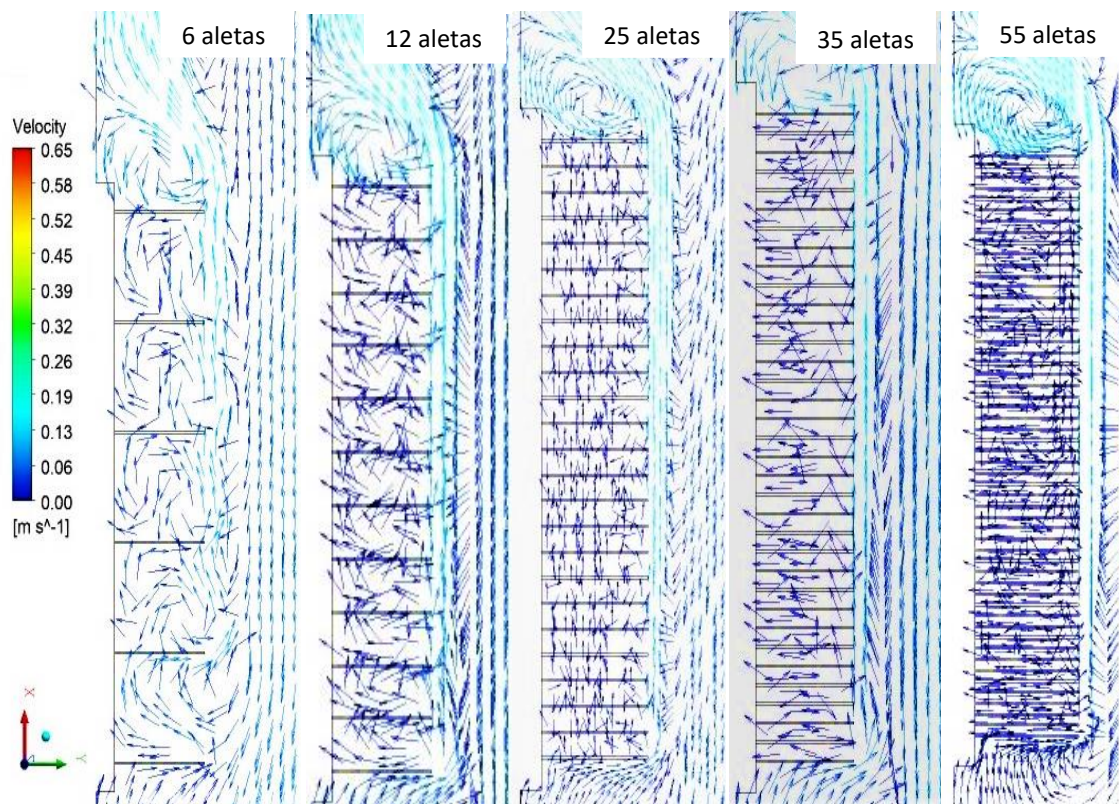 6 aletas
12 aletas
25 aletas
35 aletas
55 aletas
Velocity
0.65
0.58
0.52
0.45
0.39
0.32
0.26
0.19
0.13
0.06
0.00
[m s^-1]
X
Y